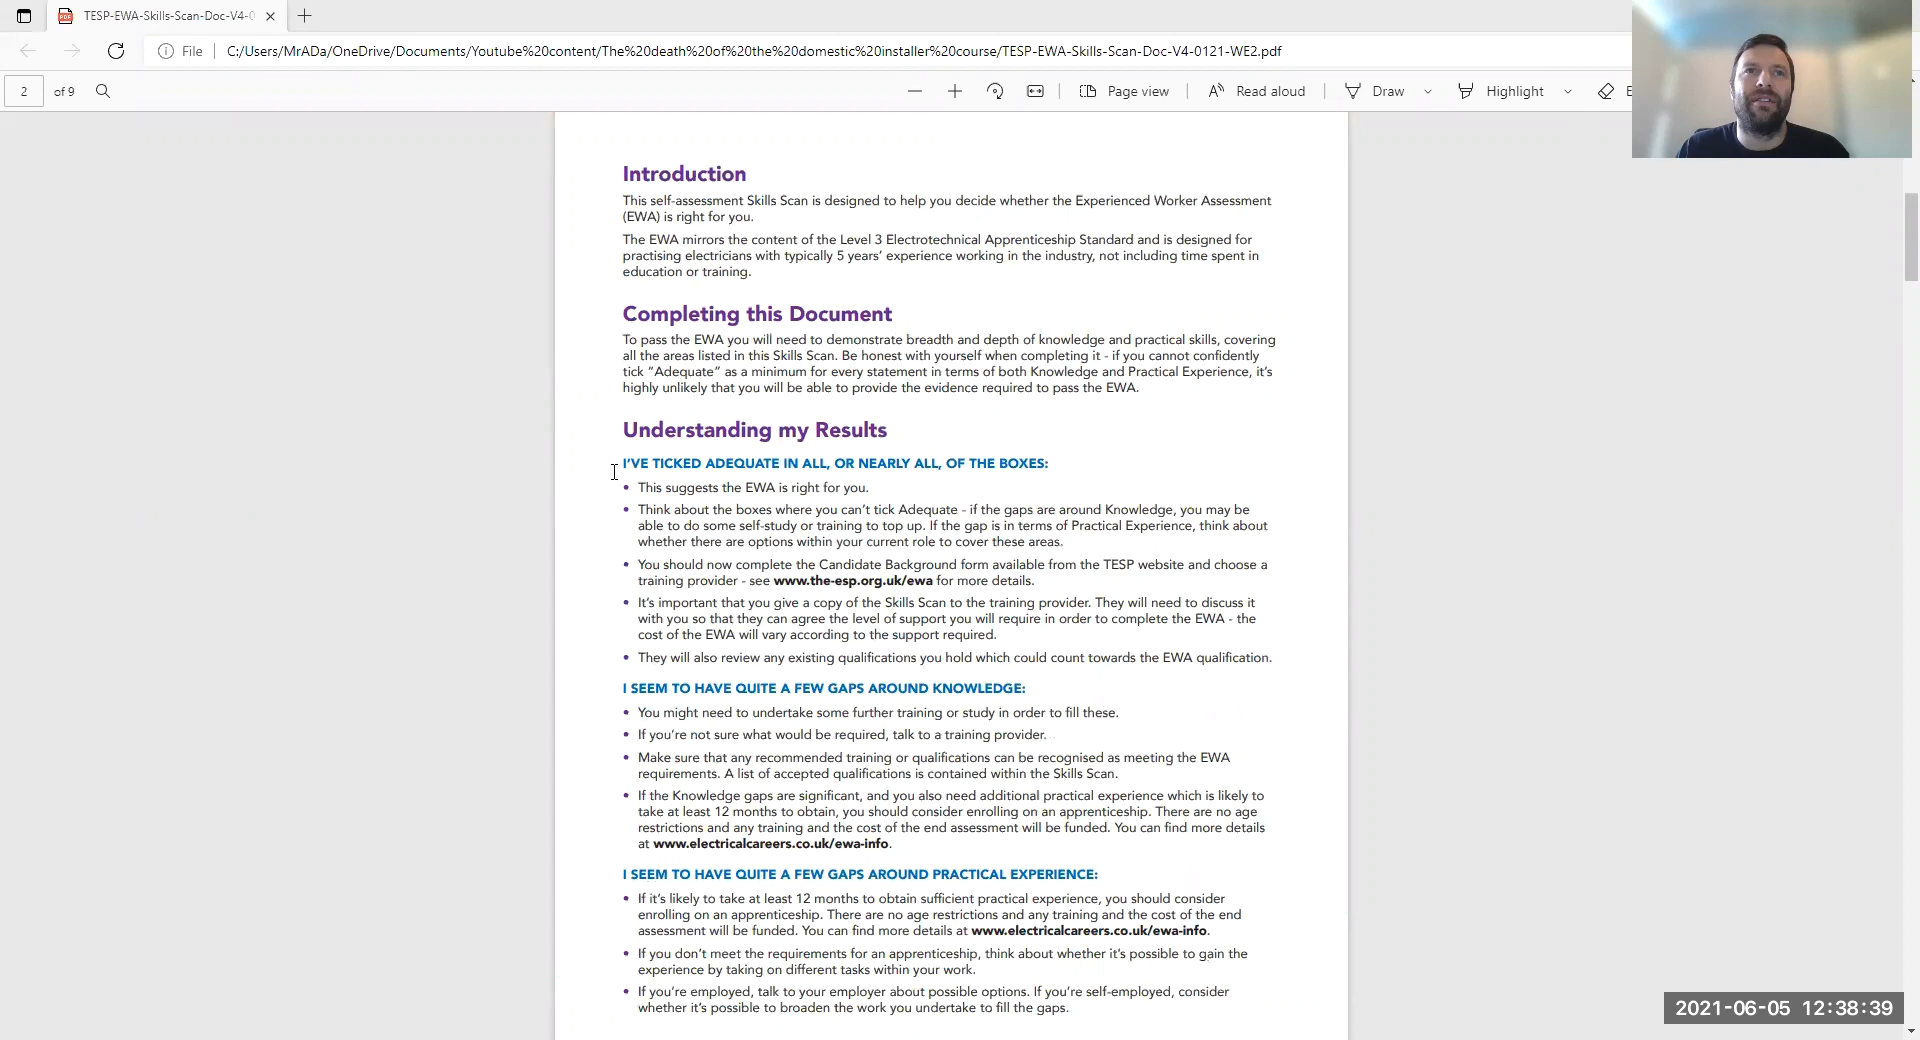 TESP-EWA-Skills-Scan-Doc-V4-0
File
C:/Users/MrADa/OneDrive/Documents/Youtube%20content/The%20death%20of%20the%20domestic%20installer%20course/TESP-EWA-Skills-Scan-Doc-V4-0121-WE2.pdf
2 of 9
Page view
Read aloud
Draw
Highlight
Introduction
This self-assessment Skills Scan is designed to help you decide whether the Experienced Worker Assessment
(EWA) is right for you.
The EWA mirrors the content of the Level 3 Electrotechnical Apprenticeship Standard and is designed for
practising electricians with typically 5 years’ experience working in the industry, not including time spent in
education or training.
Completing this Document
To pass the EWA you will need to demonstrate breadth and depth of knowledge and practical skills, covering
all the areas listed in this Skills Scan. Be honest with yourself when completing it - if you cannot confidently
tick “Adequate” as a minimum for every statement in terms of both Knowledge and Practical Experience, it’s
highly unlikely that you will be able to provide the evidence required to pass the EWA.
Understanding my Results
I’VE TICKED ADEQUATE IN ALL, OR NEARLY ALL, OF THE BOXES:
• This suggests the EWA is right for you.
• Think about the boxes where you can’t tick Adequate - if the gaps are around Knowledge, you may be
able to do some self-study or training to top up. If the gap is in terms of Practical Experience, think about
whether there are options within your current role to cover these areas.
• You should now complete the Candidate Background form available from the TESP website and choose a
training provider - see www.the-esp.org.uk/ewa for more details.
• It’s important that you give a copy of the Skills Scan to the training provider. They will need to discuss it
with you so that they can agree the level of support you will require in order to complete the EWA - the
cost of the EWA will vary according to the support required.
• They will also review any existing qualifications you hold which could count towards the EWA qualification.
I SEEM TO HAVE QUITE A FEW GAPS AROUND KNOWLEDGE:
• You might need to undertake some further training or study in order to fill these.
• If you’re not sure what would be required, talk to a training provider.
• Make sure that any recommended training or qualifications can be recognised as meeting the EWA
requirements. A list of accepted qualifications is contained within the Skills Scan.
• If the Knowledge gaps are significant, and you also need additional practical experience which is likely to
take at least 12 months to obtain, you should consider enrolling on an apprenticeship. There are no age
restrictions and any training and the cost of the end assessment will be funded. You can find more details
at www.electricalcareers.co.uk/ewa-info.
I SEEM TO HAVE QUITE A FEW GAPS AROUND PRACTICAL EXPERIENCE:
• If it’s likely to take at least 12 months to obtain sufficient practical experience, you should consider
enrolling on an apprenticeship. There are no age restrictions and any training and the cost of the end
assessment will be funded. You can find more details at www.electricalcareers.co.uk/ewa-info.
• If you don’t meet the requirements for an apprenticeship, think about whether it’s possible to gain the
experience by taking on different tasks within your work.
• If you’re employed, talk to your employer about possible options. If you’re self-employed, consider
whether it’s possible to broaden the work you undertake to fill the gaps.
2021-06-05 12:38:39